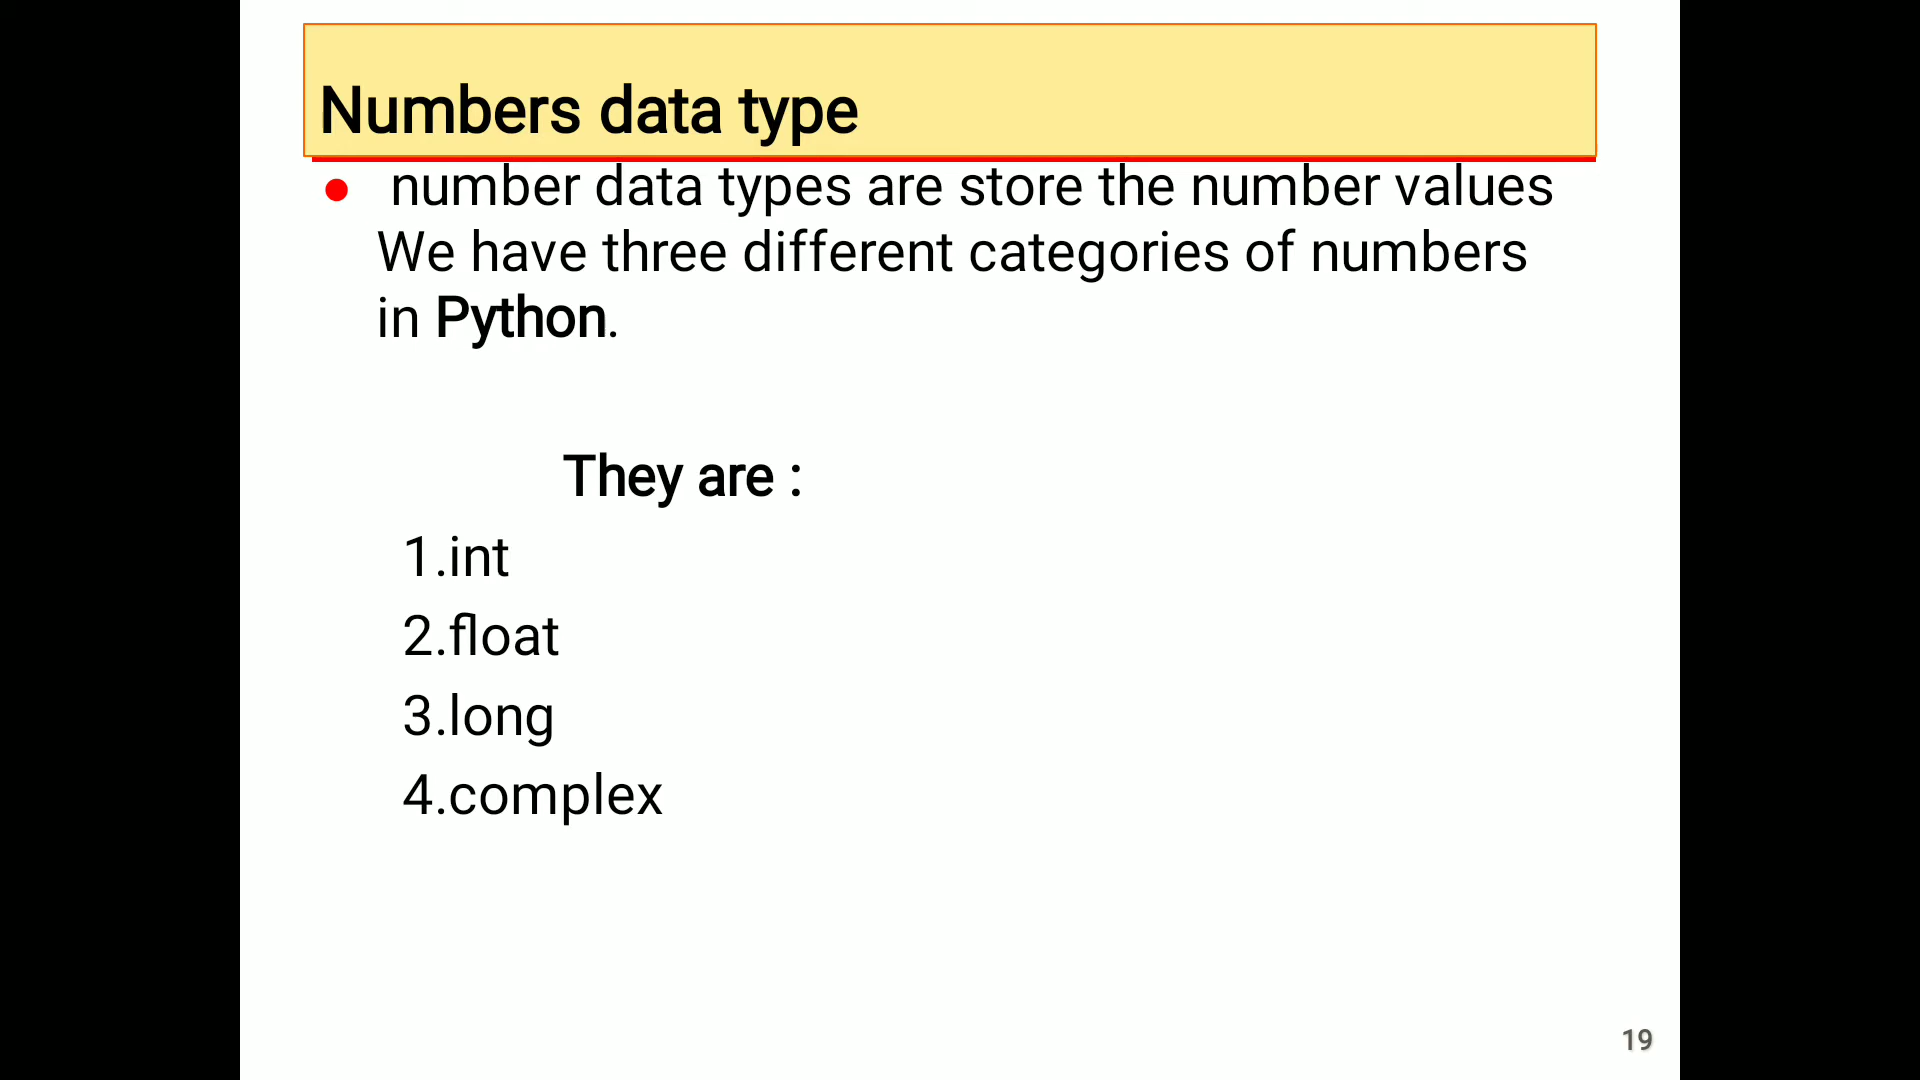 Numbers data type
● number data types are store the number values
We have three different categories of numbers
in Python.
They are :
1.int
2.float
3.long
4.complex
19